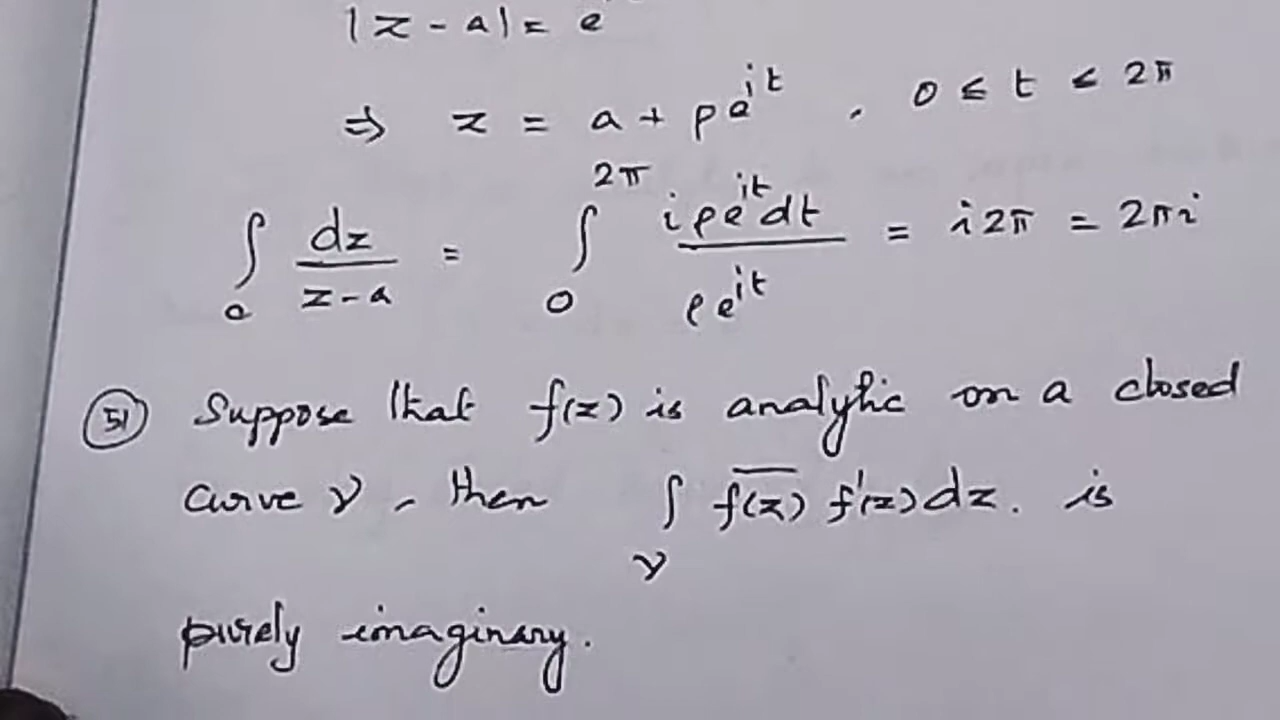 |z - a| = ρ
⇒ z = a + ρe^{it}, 0 ≤ t ≤ 2π
∫_C dz/(z-a) = ∫_0^{2π} iρe^{it}dt / ρe^{it} = i2π = 2πi
(51) Suppose that f(z) is analytic on a closed
curve γ, then ∫_γ \overline{f(z)} f'(z)dz. is
purely imaginary.